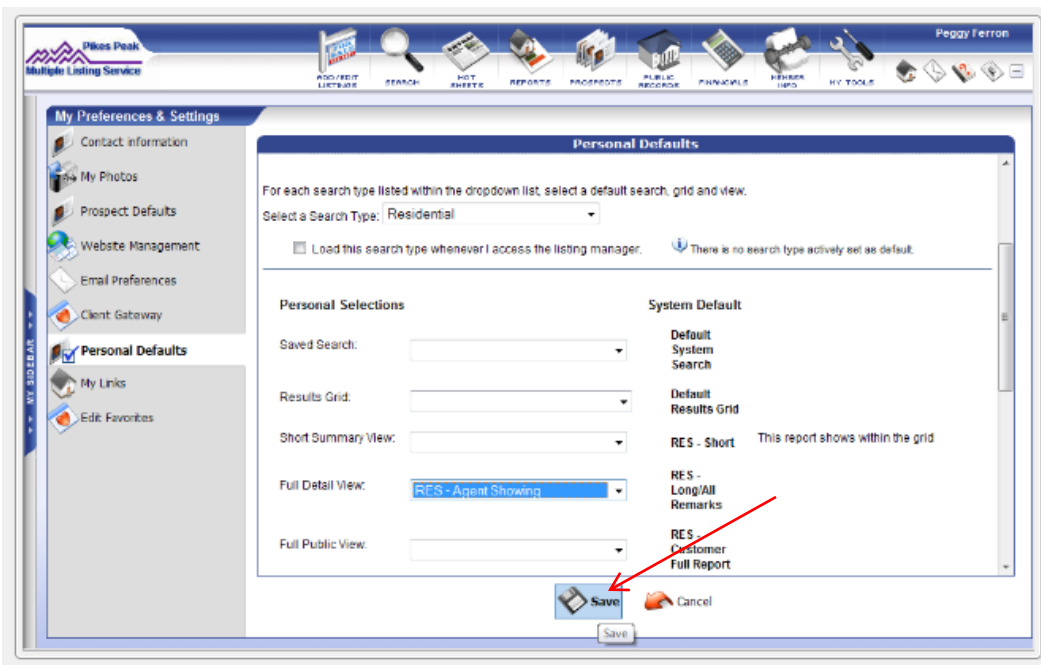 Pikes Peak
Multiple Listing Service
Peggy Ferron
ADD/EDIT LISTINGS
SEARCH
HOT SHEETS
REPORTS
PROSPECTS
PUBLIC RECORDS
FINANCIALS
MEMBER INFO
MY TOOLS
My Preferences & Settings
Contact information
My Photos
Prospect Defaults
Website Management
Email Preferences
Client Gateway
Personal Defaults
My Links
Edit Favorites
MY SIDEBAR
Personal Defaults
For each search type listed within the dropdown list, select a default search, grid and view.
Select a Search Type: Residential
Load this search type whenever I access the listing manager.
There is no search type actively set as default.
Personal Selections
System Default
Saved Search:
Default
System
Search
Results Grid:
Default
Results Grid
Short Summary View:
RES - Short
This report shows within the grid
Full Detail View:
RES - Agent Showing
RES -
Long/All
Remarks
Full Public View:
RES -
Customer
Full Report
Save
Cancel
Save